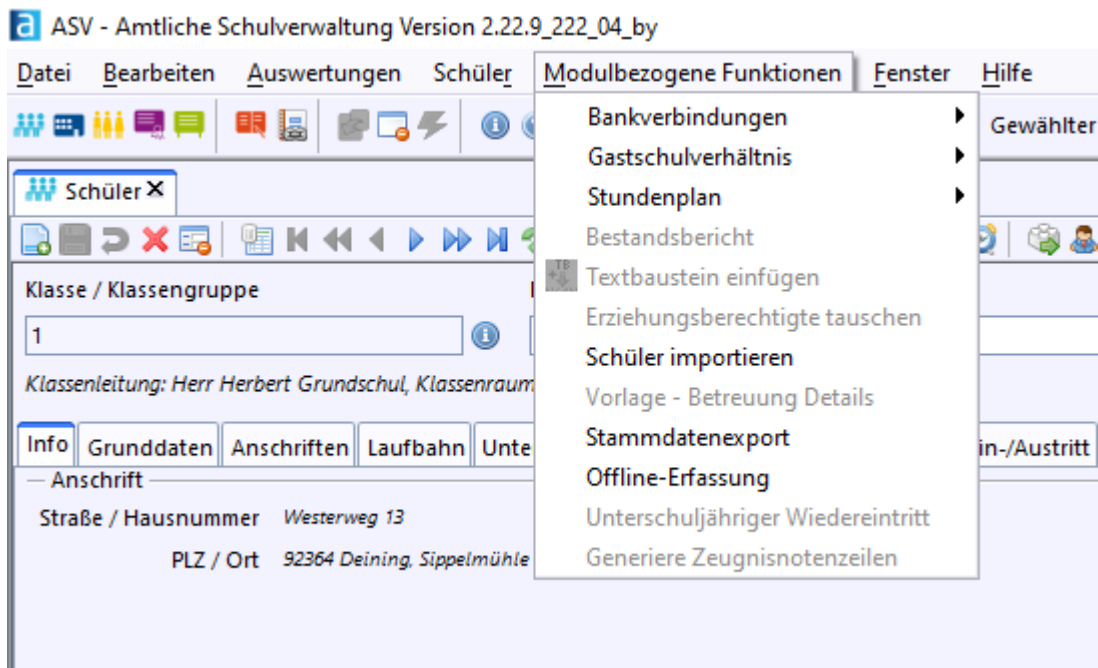 ASV - Amtliche Schulverwaltung Version 2.22.9_222_04_by
Datei Bearbeiten Auswertungen Schüler Modulbezogene Funktionen Fenster Hilfe
Gewählter
Schüler
Klasse / Klassengruppe
1
Klassenleitung: Herr Herbert Grundschul, Klassenraum
Info Grunddaten Anschriften Laufbahn Unte
in-/Austritt
Anschrift
Straße / Hausnummer Westerweg 13
PLZ / Ort 92364 Deining, Sippelmühle
Bankverbindungen
Gastschulverhältnis
Stundenplan
Bestandsbericht
TB Textbaustein einfügen
Erziehungsberechtigte tauschen
Schüler importieren
Vorlage - Betreuung Details
Stammdatenexport
Offline-Erfassung
Unterschuljähriger Wiedereintritt
Generiere Zeugnisnotenzeilen